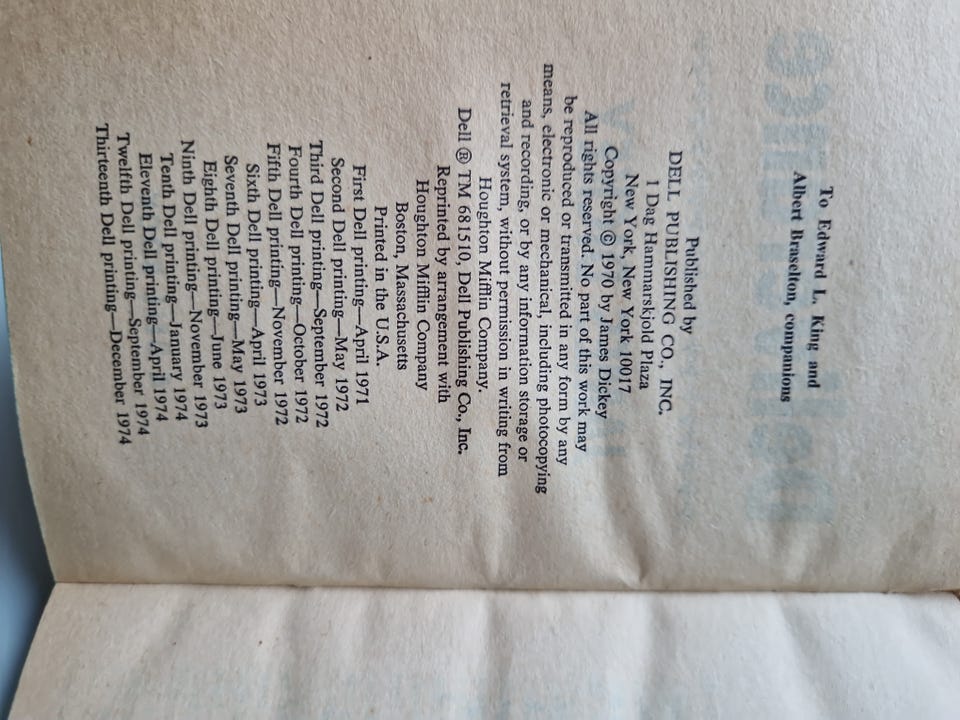 To Edward L. King and
Albert Braselton, companions
Published by
DELL PUBLISHING CO., INC.
1 Dag Hammarskjold Plaza
New York, New York 10017
Copyright © 1970 by James Dickey
All rights reserved. No part of this work may
be reproduced or transmitted in any form by any
means, electronic or mechanical, including photocopying
and recording, or by any information storage or
retrieval system, without permission in writing from
Houghton Mifflin Company.
Dell ® TM 681510, Dell Publishing Co., Inc.
Reprinted by arrangement with
Houghton Mifflin Company
Boston, Massachusetts
Printed in the U.S.A.
First Dell printing—April 1971
Second Dell printing—May 1972
Third Dell printing—September 1972
Fourth Dell printing—October 1972
Fifth Dell printing—November 1972
Sixth Dell printing—April 1973
Seventh Dell printing—May 1973
Eighth Dell printing—June 1973
Ninth Dell printing—November 1973
Tenth Dell printing—January 1974
Eleventh Dell printing—April 1974
Twelfth Dell printing—September 1974
Thirteenth Dell printing—December 1974